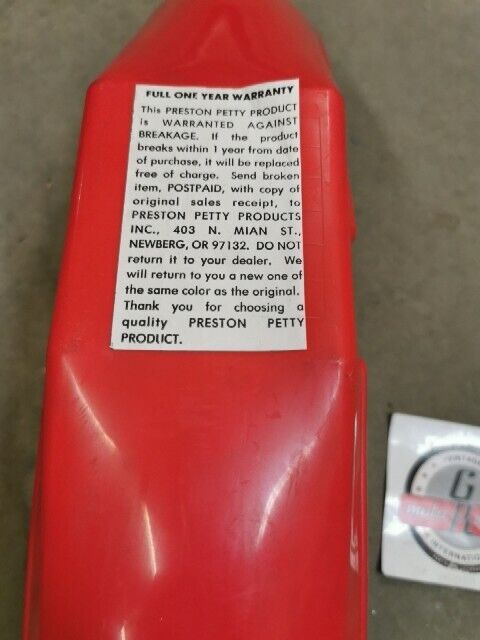 FULL ONE YEAR WARRANTY
This PRESTON PETTY PRODUCT
is WARRANTED AGAINST
BREAKAGE. If the product
breaks within 1 year from date
of purchase, it will be replaced
free of charge. Send broken
item, POSTPAID, with copy of
original sales receipt, to
PRESTON PETTY PRODUCTS
INC., 403 N. MIAN ST.,
NEWBERG, OR 97132. DO NOT
return it to your dealer. We
will return to you a new one of
the same color as the original.
Thank you for choosing a
quality PRESTON PETTY
PRODUCT.